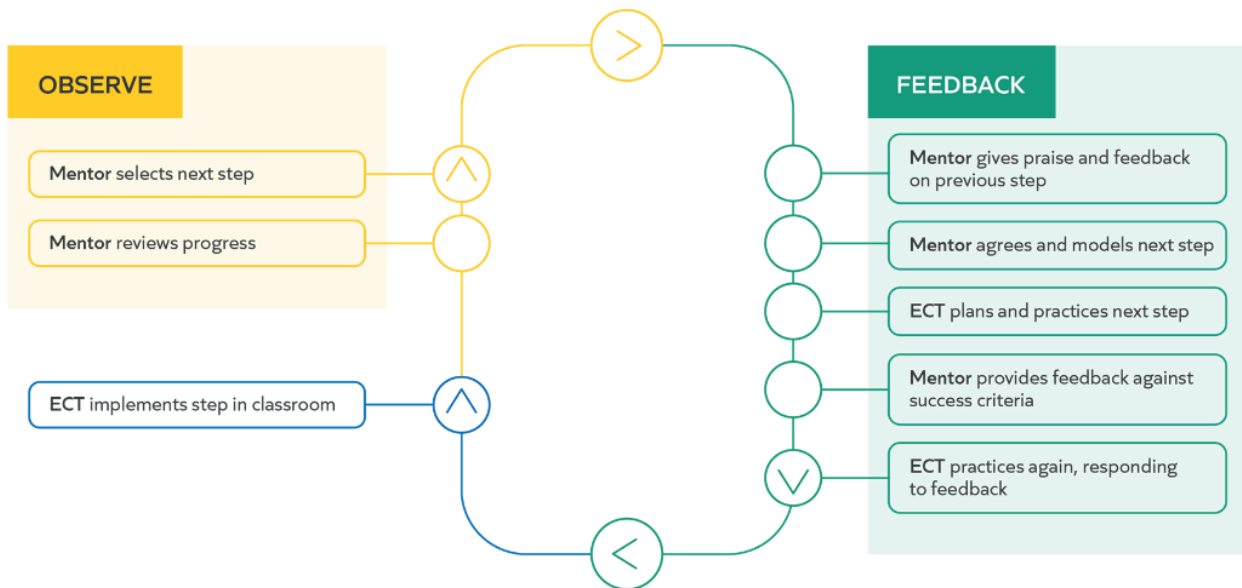 OBSERVE
Mentor selects next step
Mentor reviews progress
ECT implements step in classroom
FEEDBACK
Mentor gives praise and feedback
on previous step
Mentor agrees and models next step
ECT plans and practices next step
Mentor provides feedback against
success criteria
ECT practices again, responding
to feedback